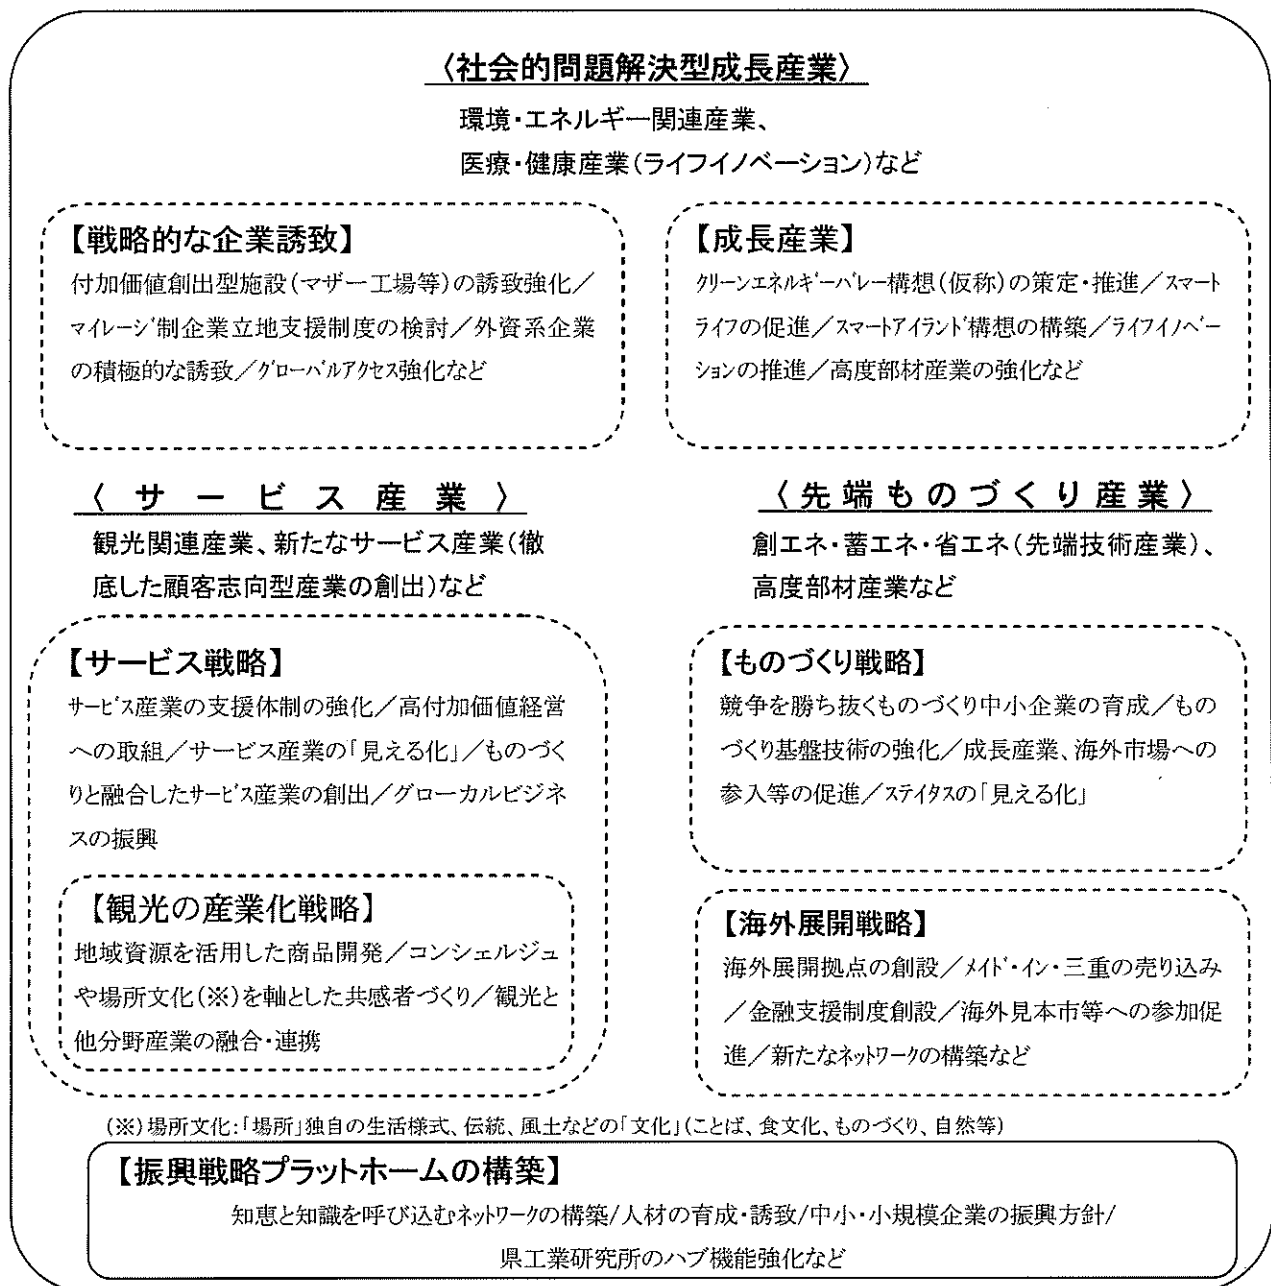 〈社会的問題解決型成長産業〉
環境・エネルギー関連産業、
医療・健康産業(ライフイノベーション)など
【戦略的な企業誘致】
付加価値創出型施設(マザー工場等)の誘致強化／
ﾏｲﾚｰｼﾞ制企業立地支援制度の検討／外資系企業
の積極的な誘致／ｸﾞﾛｰﾊﾞﾙｱｸｾｽ強化など
【成長産業】
ｸﾘｰﾝｴﾈﾙｷﾞｰﾊﾞﾚｰ構想(仮称)の策定・推進／ｽﾏｰﾄ
ライフの促進／ｽﾏｰﾄｱｲﾗﾝﾄﾞ構想の構築／ﾗｲﾌｲﾉﾍﾞｰ
ｼｮﾝの推進／高度部材産業の強化など
〈サービス産業〉
観光関連産業、新たなサービス産業(徹
底した顧客志向型産業の創出)など
〈先端ものづくり産業〉
創エネ・蓄エネ・省エネ(先端技術産業)、
高度部材産業など
【サービス戦略】
ｻｰﾋﾞｽ産業の支援体制の強化／高付加価値経営
への取組／サービス産業の「見える化」／ものづく
りと融合したｻｰﾋﾞｽ産業の創出／グローカルビジネ
スの振興
【観光の産業化戦略】
地域資源を活用した商品開発／コンシェルジュ
や場所文化(※)を軸とした共感者づくり／観光と
他分野産業の融合・連携
【ものづくり戦略】
競争を勝ち抜くものづくり中小企業の育成／もの
づくり基盤技術の強化／成長産業、海外市場への
参入等の促進／ｽﾃｲﾀｽの「見える化」
【海外展開戦略】
海外展開拠点の創設／ﾒｲﾄﾞ・イン・三重の売り込み
／金融支援制度創設／海外見本市等への参加促
進／新たなﾈｯﾄﾜｰｸの構築など
(※)場所文化:「場所」独自の生活様式、伝統、風土などの「文化」(ことば、食文化、ものづくり、自然等)
【振興戦略プラットホームの構築】
知恵と知識を呼び込むﾈｯﾄﾜｰｸの構築/人材の育成・誘致/中小・小規模企業の振興方針/
県工業研究所のハブ機能強化など